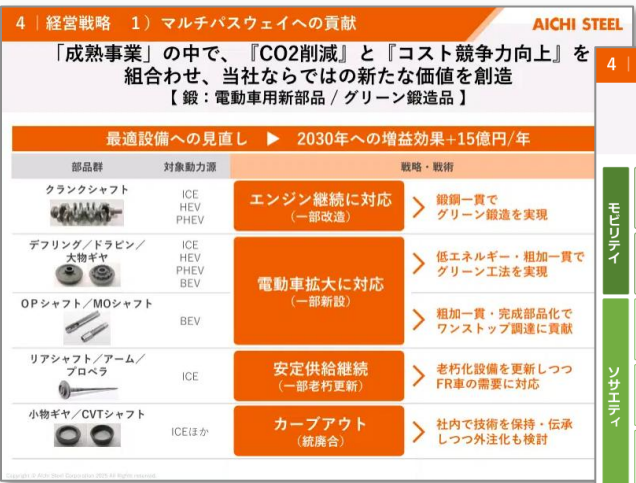 4 | 経営戦略 1）マルチパスウェイへの貢献
AICHI STEEL
「成熟事業」の中で、『CO2削減』と『コスト競争力向上』を
組合わせ、当社ならではの新たな価値を創造
【 鍛：電動車用新部品 / グリーン鍛造品 】
最適設備への見直し ▶ 2030年への増益効果+15億円/年
部品群 対象動力源 戦略・戦術
クランクシャフト
ICE
HEV
PHEV
エンジン継続に対応
（一部改造）
鍛鋼一貫で
グリーン鍛造を実現
デフリング／ドラピン／
大物ギヤ
ICE
HEV
PHEV
BEV
電動車拡大に対応
（一部新設）
低エネルギー・粗加一貫で
グリーン工法を実現
OPシャフト/MOシャフト
BEV
粗加一貫・完成部品化で
ワンストップ調達に貢献
リアシャフト／アーム／
プロペラ
ICE
安定供給継続
（一部老朽更新）
老朽化設備を更新しつつ
FR車の需要に対応
小物ギヤ／CVTシャフト
ICEほか
カーブアウト
（統廃合）
社内で技術を保持・伝承
しつつ外注化も検討
Copyright © Aichi Steel Corporation 2025 All Rights reserved.
4 |
モビリティ
ソサエティ